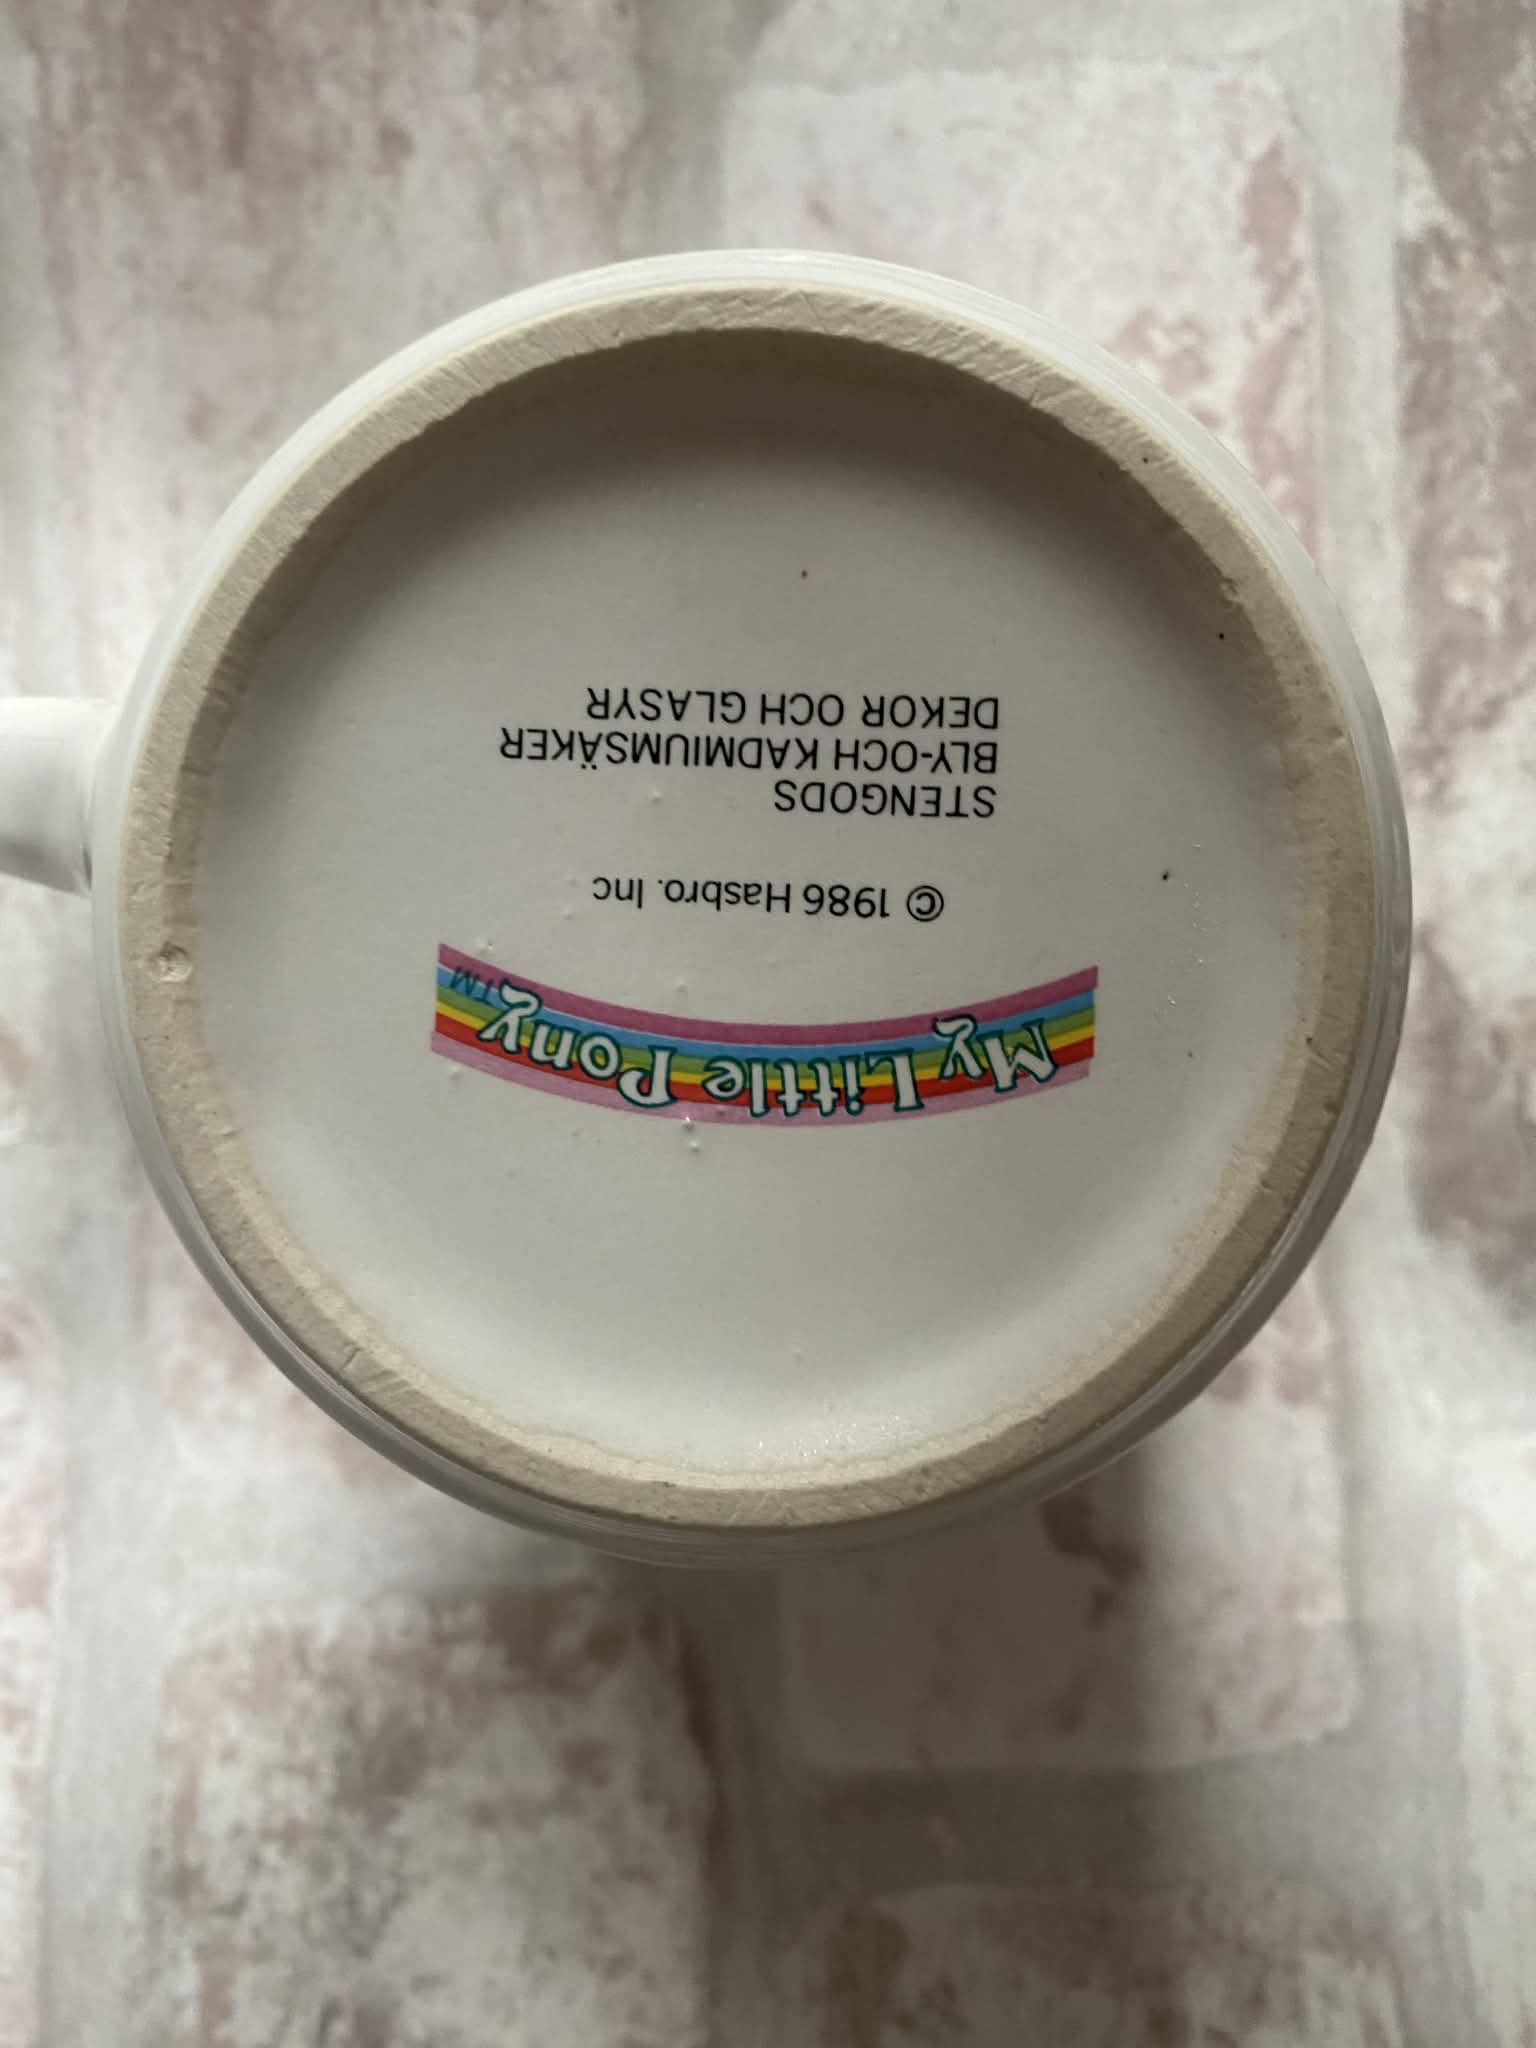 My Little Pony™
© 1986 Hasbro. Inc
STENGODS
BLY-OCH KADMIUMSÄKER
DEKOR OCH GLASYR